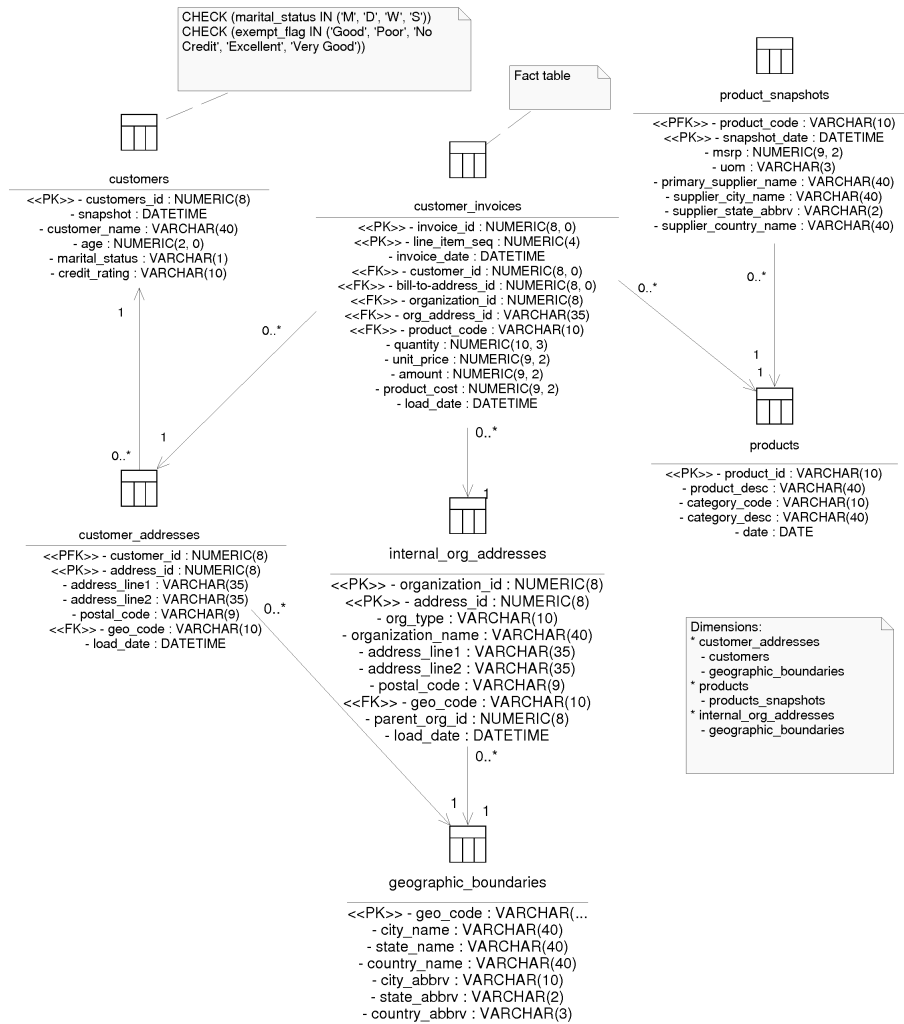 CHECK (marital_status IN ('M', 'D', 'W', 'S'))
CHECK (exempt_flag IN ('Good', 'Poor', 'No
Credit', 'Excellent', 'Very Good'))
Fact table
product_snapshots
<<PFK>> - product_code : VARCHAR(10)
<<PK>> - snapshot_date : DATETIME
- msrp : NUMERIC(9, 2)
- uom : VARCHAR(3)
- primary_supplier_name : VARCHAR(40)
- supplier_city_name : VARCHAR(40)
- supplier_state_abbrv : VARCHAR(2)
- supplier_country_name : VARCHAR(40)
customers
<<PK>> - customers_id : NUMERIC(8)
- snapshot : DATETIME
- customer_name : VARCHAR(40)
- age : NUMERIC(2, 0)
- marital_status : VARCHAR(1)
- credit_rating : VARCHAR(10)
customer_invoices
<<PK>> - invoice_id : NUMERIC(8, 0)
<<PK>> - line_item_seq : NUMERIC(4)
- invoice_date : DATETIME
<<FK>> - customer_id : NUMERIC(8, 0)
<<FK>> - bill-to-address_id : NUMERIC(8, 0)
<<FK>> - organization_id : NUMERIC(8)
<<FK>> - org_address_id : VARCHAR(35)
<<FK>> - product_code : VARCHAR(10)
- quantity : NUMERIC(10, 3)
- unit_price : NUMERIC(9, 2)
- amount : NUMERIC(9, 2)
- product_cost : NUMERIC(9, 2)
- load_date : DATETIME
0..*
0..*
1
0..*
1
1
1
0..*
0..*
1
products
<<PK>> - product_id : VARCHAR(10)
- product_desc : VARCHAR(40)
- category_code : VARCHAR(10)
- category_desc : VARCHAR(40)
- date : DATE
customer_addresses
<<PFK>> - customer_id : NUMERIC(8)
<<PK>> - address_id : NUMERIC(8)
- address_line1 : VARCHAR(35)
- address_line2 : VARCHAR(35)
- postal_code : VARCHAR(9)
<<FK>> - geo_code : VARCHAR(10)
- load_date : DATETIME
0..*
internal_org_addresses
<<PK>> - organization_id : NUMERIC(8)
<<PK>> - address_id : NUMERIC(8)
- org_type : VARCHAR(10)
- organization_name : VARCHAR(40)
- address_line1 : VARCHAR(35)
- address_line2 : VARCHAR(35)
- postal_code : VARCHAR(9)
<<FK>> - geo_code : VARCHAR(10)
- parent_org_id : NUMERIC(8)
- load_date : DATETIME
Dimensions:
* customer_addresses
- customers
- geographic_boundaries
* products
- products_snapshots
* internal_org_addresses
- geographic_boundaries
0..*
1
1
geographic_boundaries
<<PK>> - geo_code : VARCHAR(...
- city_name : VARCHAR(40)
- state_name : VARCHAR(40)
- country_name : VARCHAR(40)
- city_abbrv : VARCHAR(10)
- state_abbrv : VARCHAR(2)
- country_abbrv : VARCHAR(3)